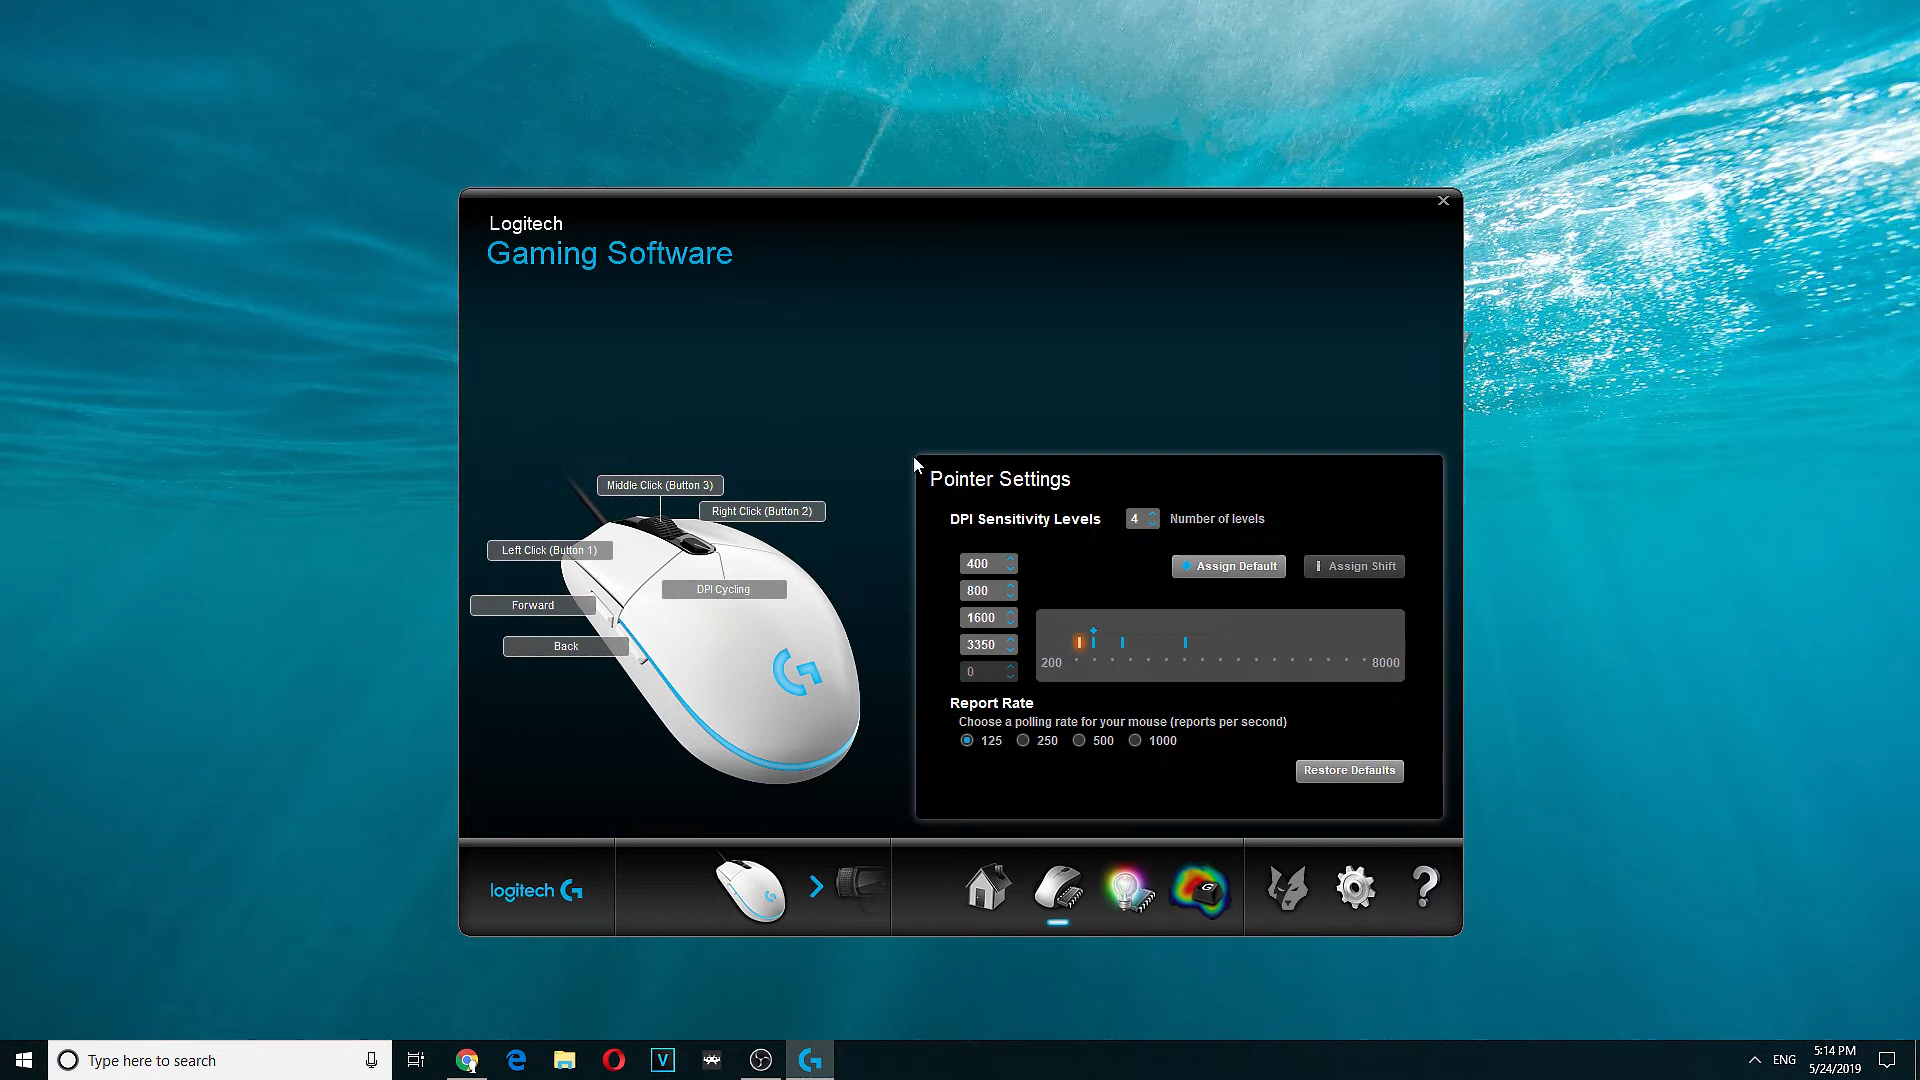 Logitech
Gaming Software
Middle Click (Button 3)
Right Click (Button 2)
Left Click (Button 1)
DPI Cycling
Forward
Back
Pointer Settings
DPI Sensitivity Levels 4 Number of levels
400
Assign Default Assign Shift
800
1600
3350
0
200 8000
Report Rate
Choose a polling rate for your mouse (reports per second)
125 250 500 1000
Restore Defaults
logitech G
G
?
Type here to search
V
ENG
5:14 PM
5/24/2019